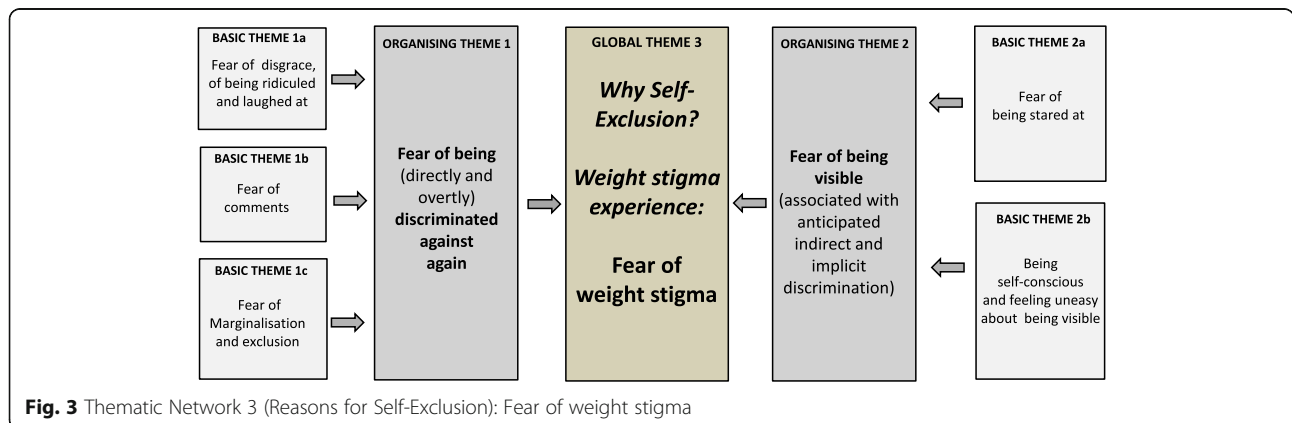 BASIC THEME 1a
Fear of disgrace,
of being ridiculed
and laughed at
BASIC THEME 1b
Fear of
comments
BASIC THEME 1c
Fear of
Marginalisation
and exclusion
ORGANISING THEME 1
Fear of being
(directly and
overtly)
discriminated
against
again
GLOBAL THEME 3
Why Self-
Exclusion?
Weight stigma
experience:
Fear of
weight stigma
ORGANISING THEME 2
Fear of being
visible
(associated with
anticipated
indirect and
implicit
discrimination)
BASIC THEME 2a
Fear of
being stared at
BASIC THEME 2b
Being
self-conscious
and feeling uneasy
about being visible
Fig. 3 Thematic Network 3 (Reasons for Self-Exclusion): Fear of weight stigma